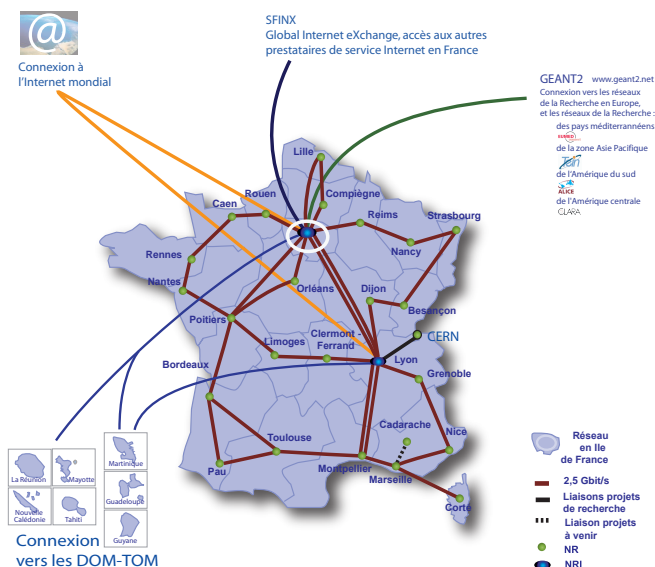 @
Connexion à
l'Internet mondial
SFINX
Global Internet eXchange, accès aux autres
prestataires de service Internet en France
GEANT2 www.geant2.net
Connexion vers les réseaux
de la Recherche en Europe,
et les réseaux de la Recherche :
des pays méditerrannéens
EUMED
de la zone Asie Pacifique
Tein
de l'Amérique du sud
ALICE
de l'Amérique centrale
CLARA
Lille
Rouen
Compiègne
Caen
Reims
Strasbourg
Rennes
Nancy
Nantes
Orléans
Dijon
Besançon
Poitiers
Limoges
Clermont -
Ferrand
CERN
Lyon
Bordeaux
Grenoble
Cadarache
Toulouse
Nice
Pau
Montpellier
Marseille
Corté
La Réunion
Mayotte
Martinique
Nouvelle
Calédonie
Tahiti
Guadeloupe
Guyane
Connexion
vers les DOM-TOM
Réseau
en Ile
de France
2,5 Gbit/s
Liaisons projets
de recherche
Liaison projets
à venir
NR
NRI